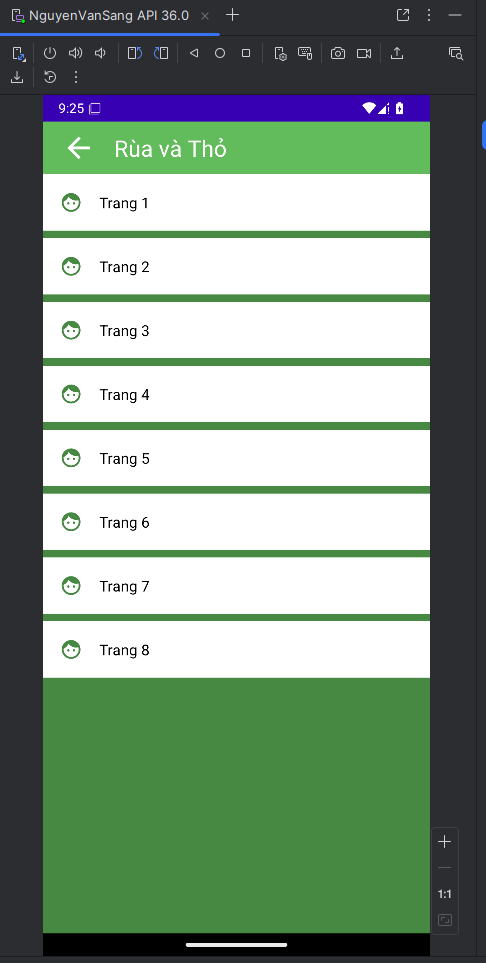 NguyenVanSang API 36.0
9:25
Rùa và Thỏ
Trang 1
Trang 2
Trang 3
Trang 4
Trang 5
Trang 6
Trang 7
Trang 8
1:1